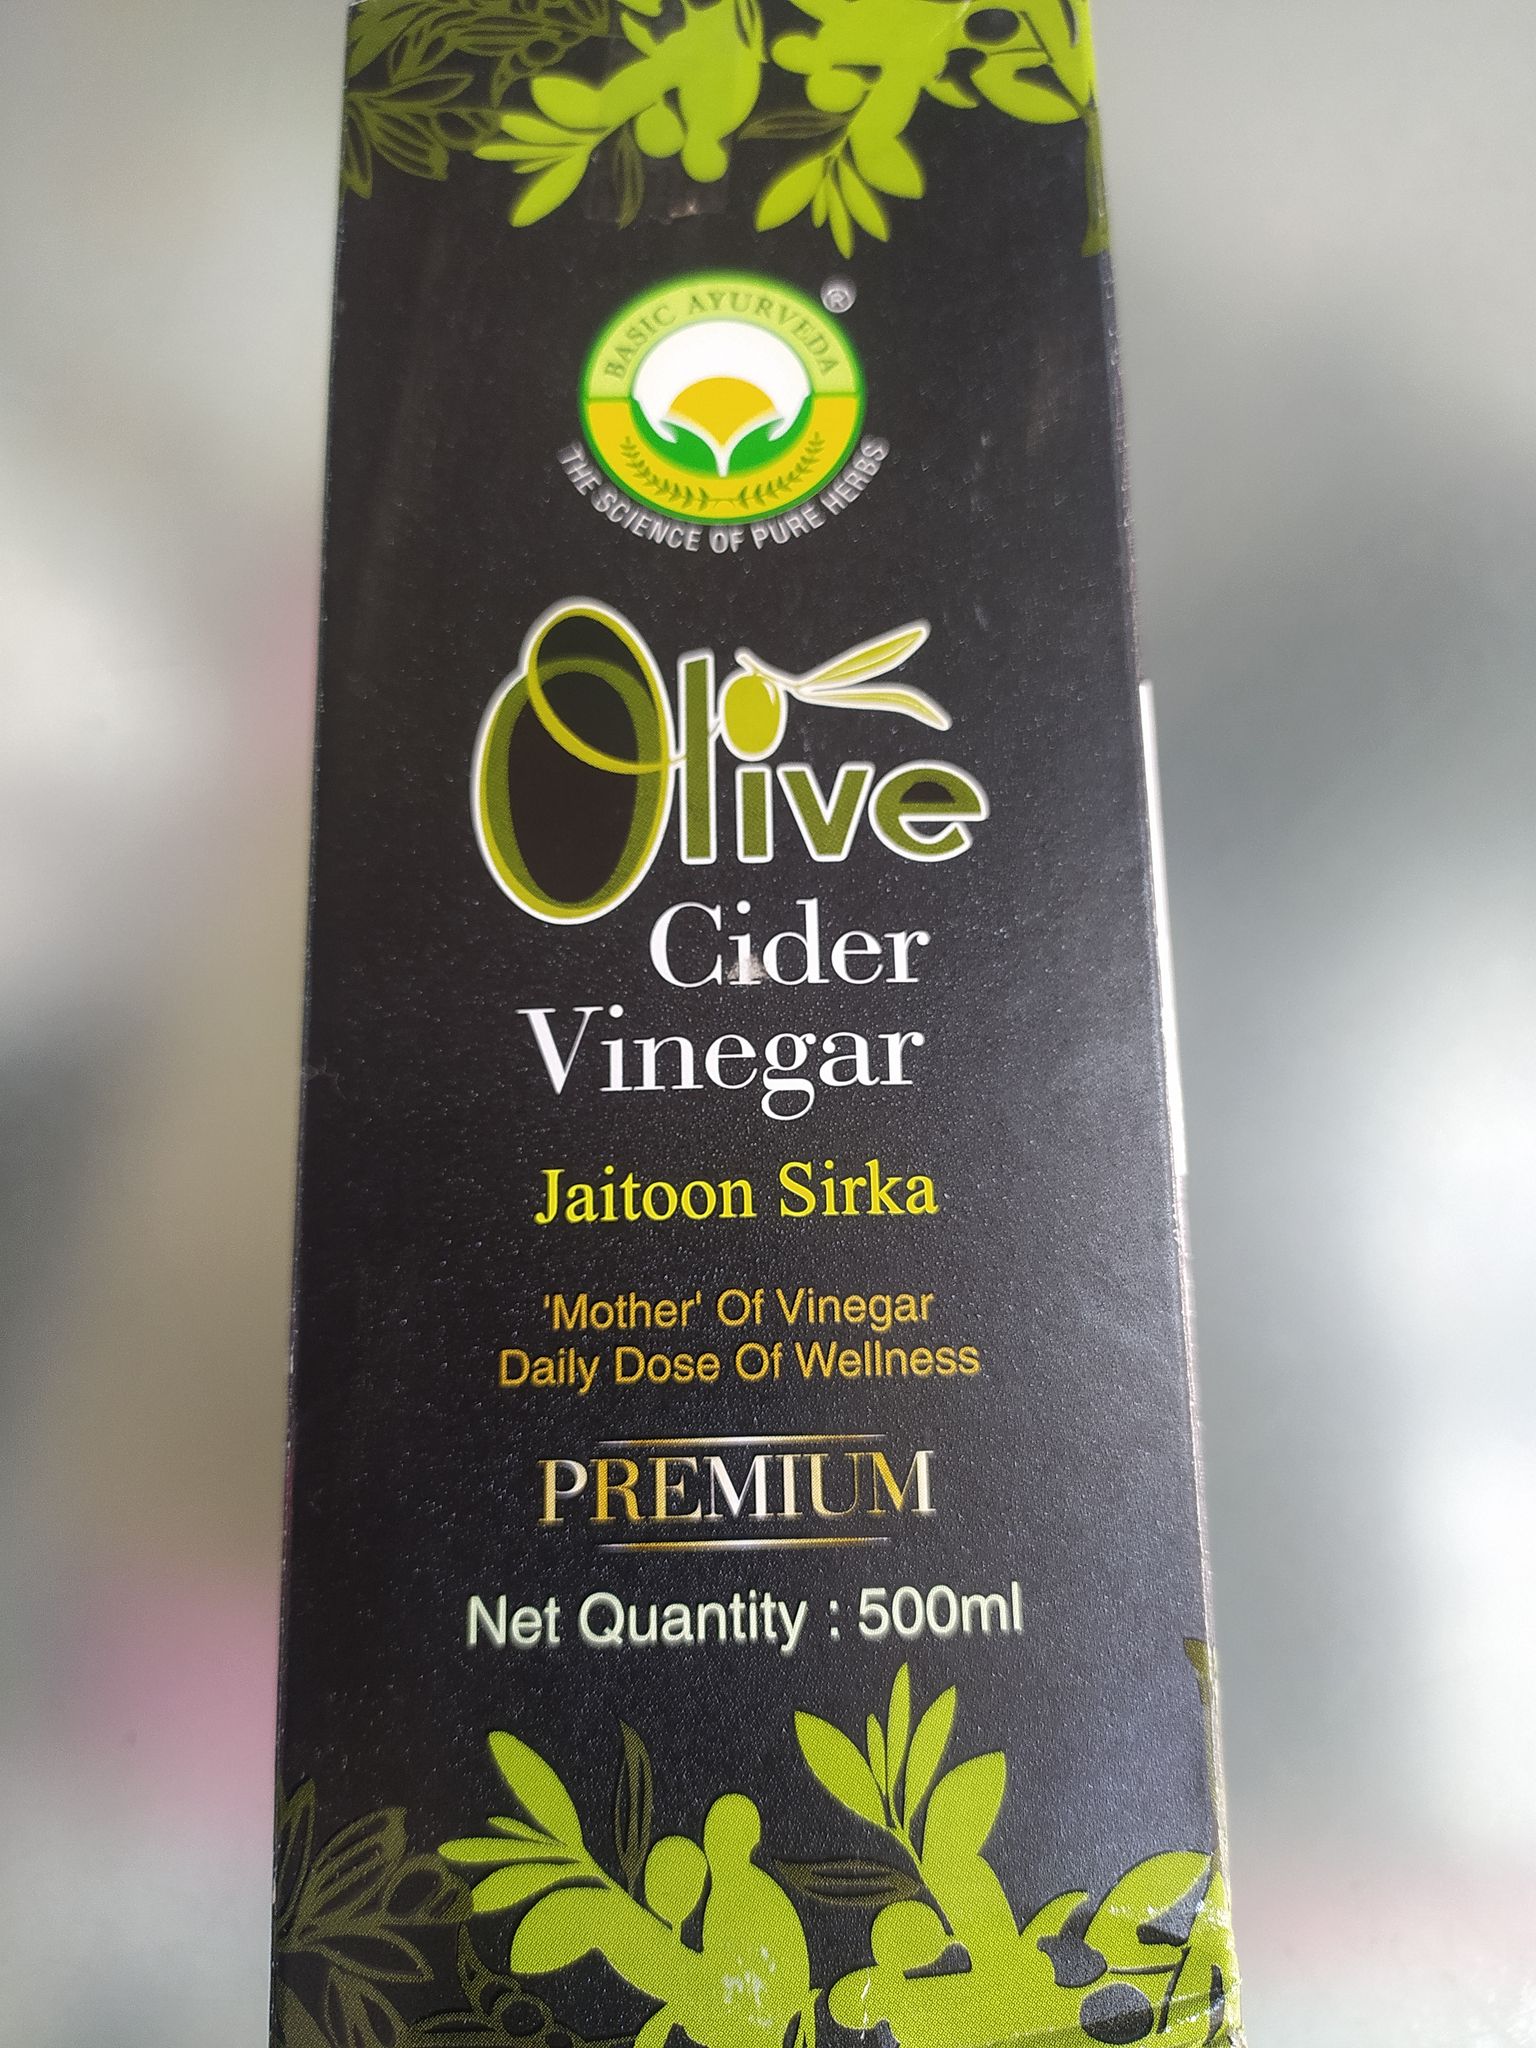 BASIC AYURVEDA ®
THE SCIENCE OF PURE HERBS
Olive
Cider
Vinegar
Jaitoon Sirka
'Mother' Of Vinegar
Daily Dose Of Wellness
PREMIUM
Net Quantity : 500ml